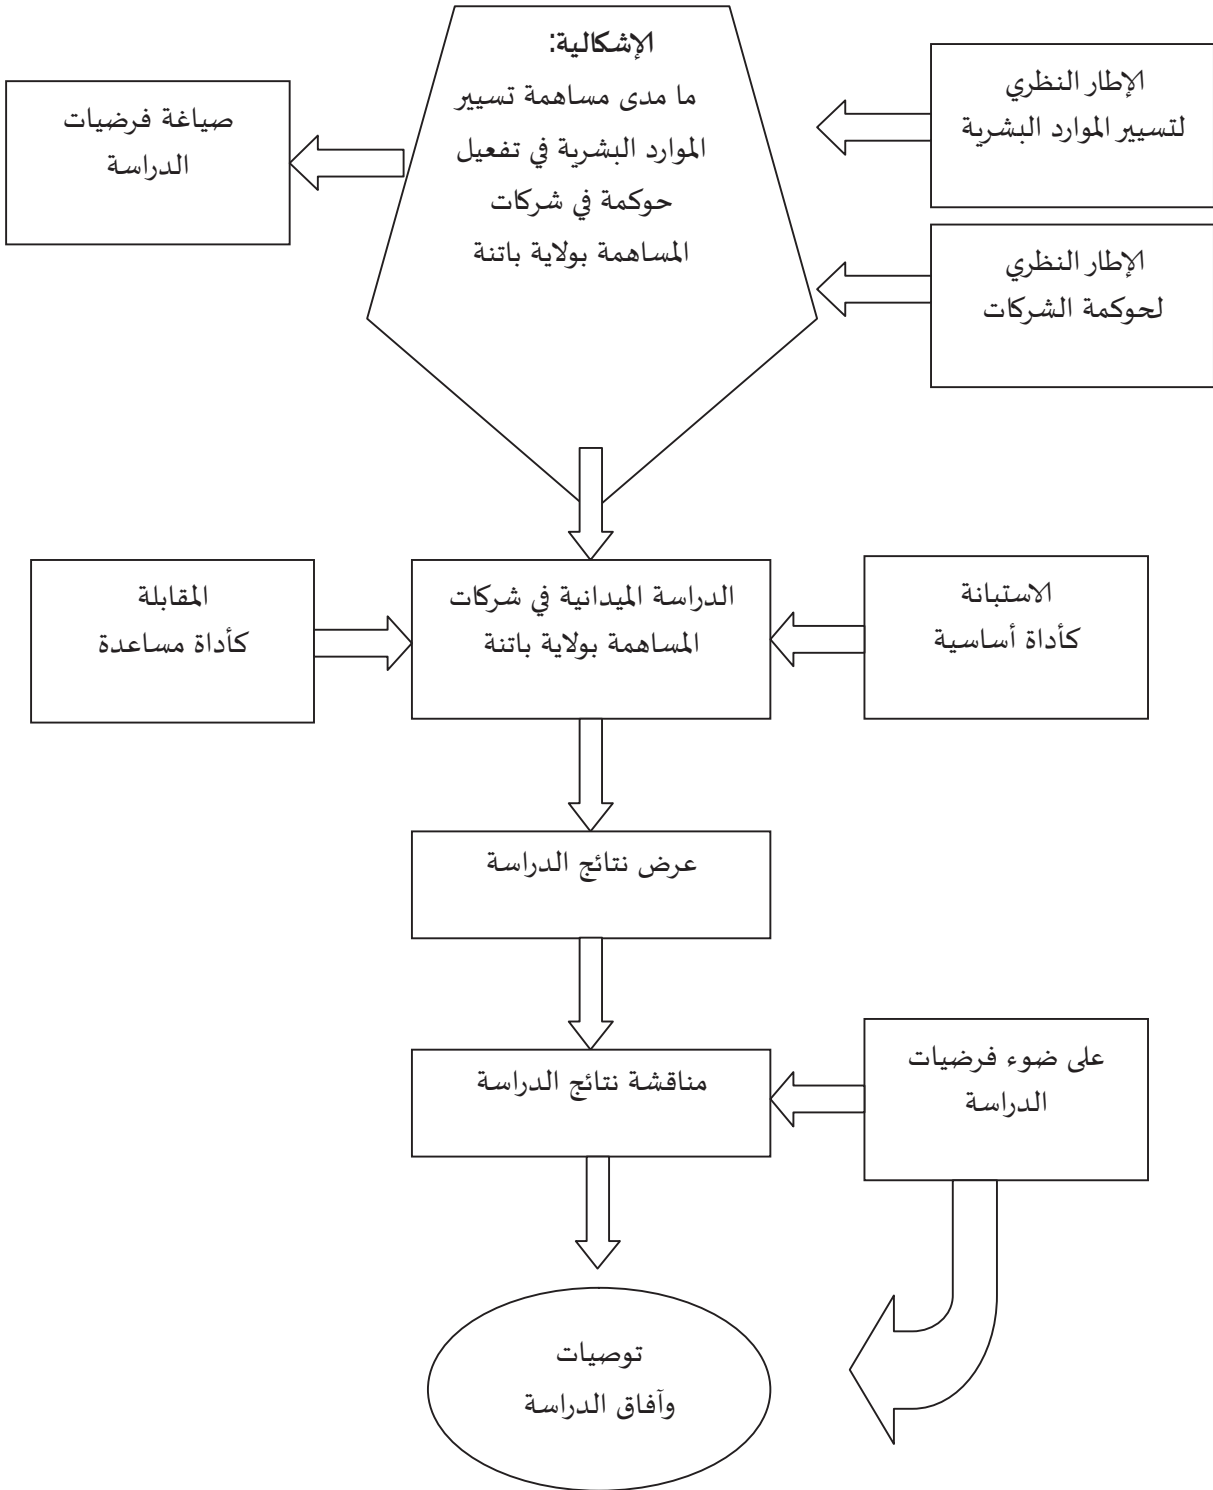 الإشكالية:
ما مدى مساهمة تسيير
الموارد البشرية في تفعيل
حوكمة في شركات
المساهمة بولاية باتنة
الإطار النظري
لتسيير الموارد البشرية
الإطار النظري
لحوكمة الشركات
صياغة فرضيات
الدراسة
الاستبانة
كأداة أساسية
الدراسة الميدانية في شركات
المساهمة بولاية باتنة
المقابلة
كأداة مساعدة
عرض نتائج الدراسة
على ضوء فرضيات
الدراسة
مناقشة نتائج الدراسة
توصيات
وآفاق الدراسة